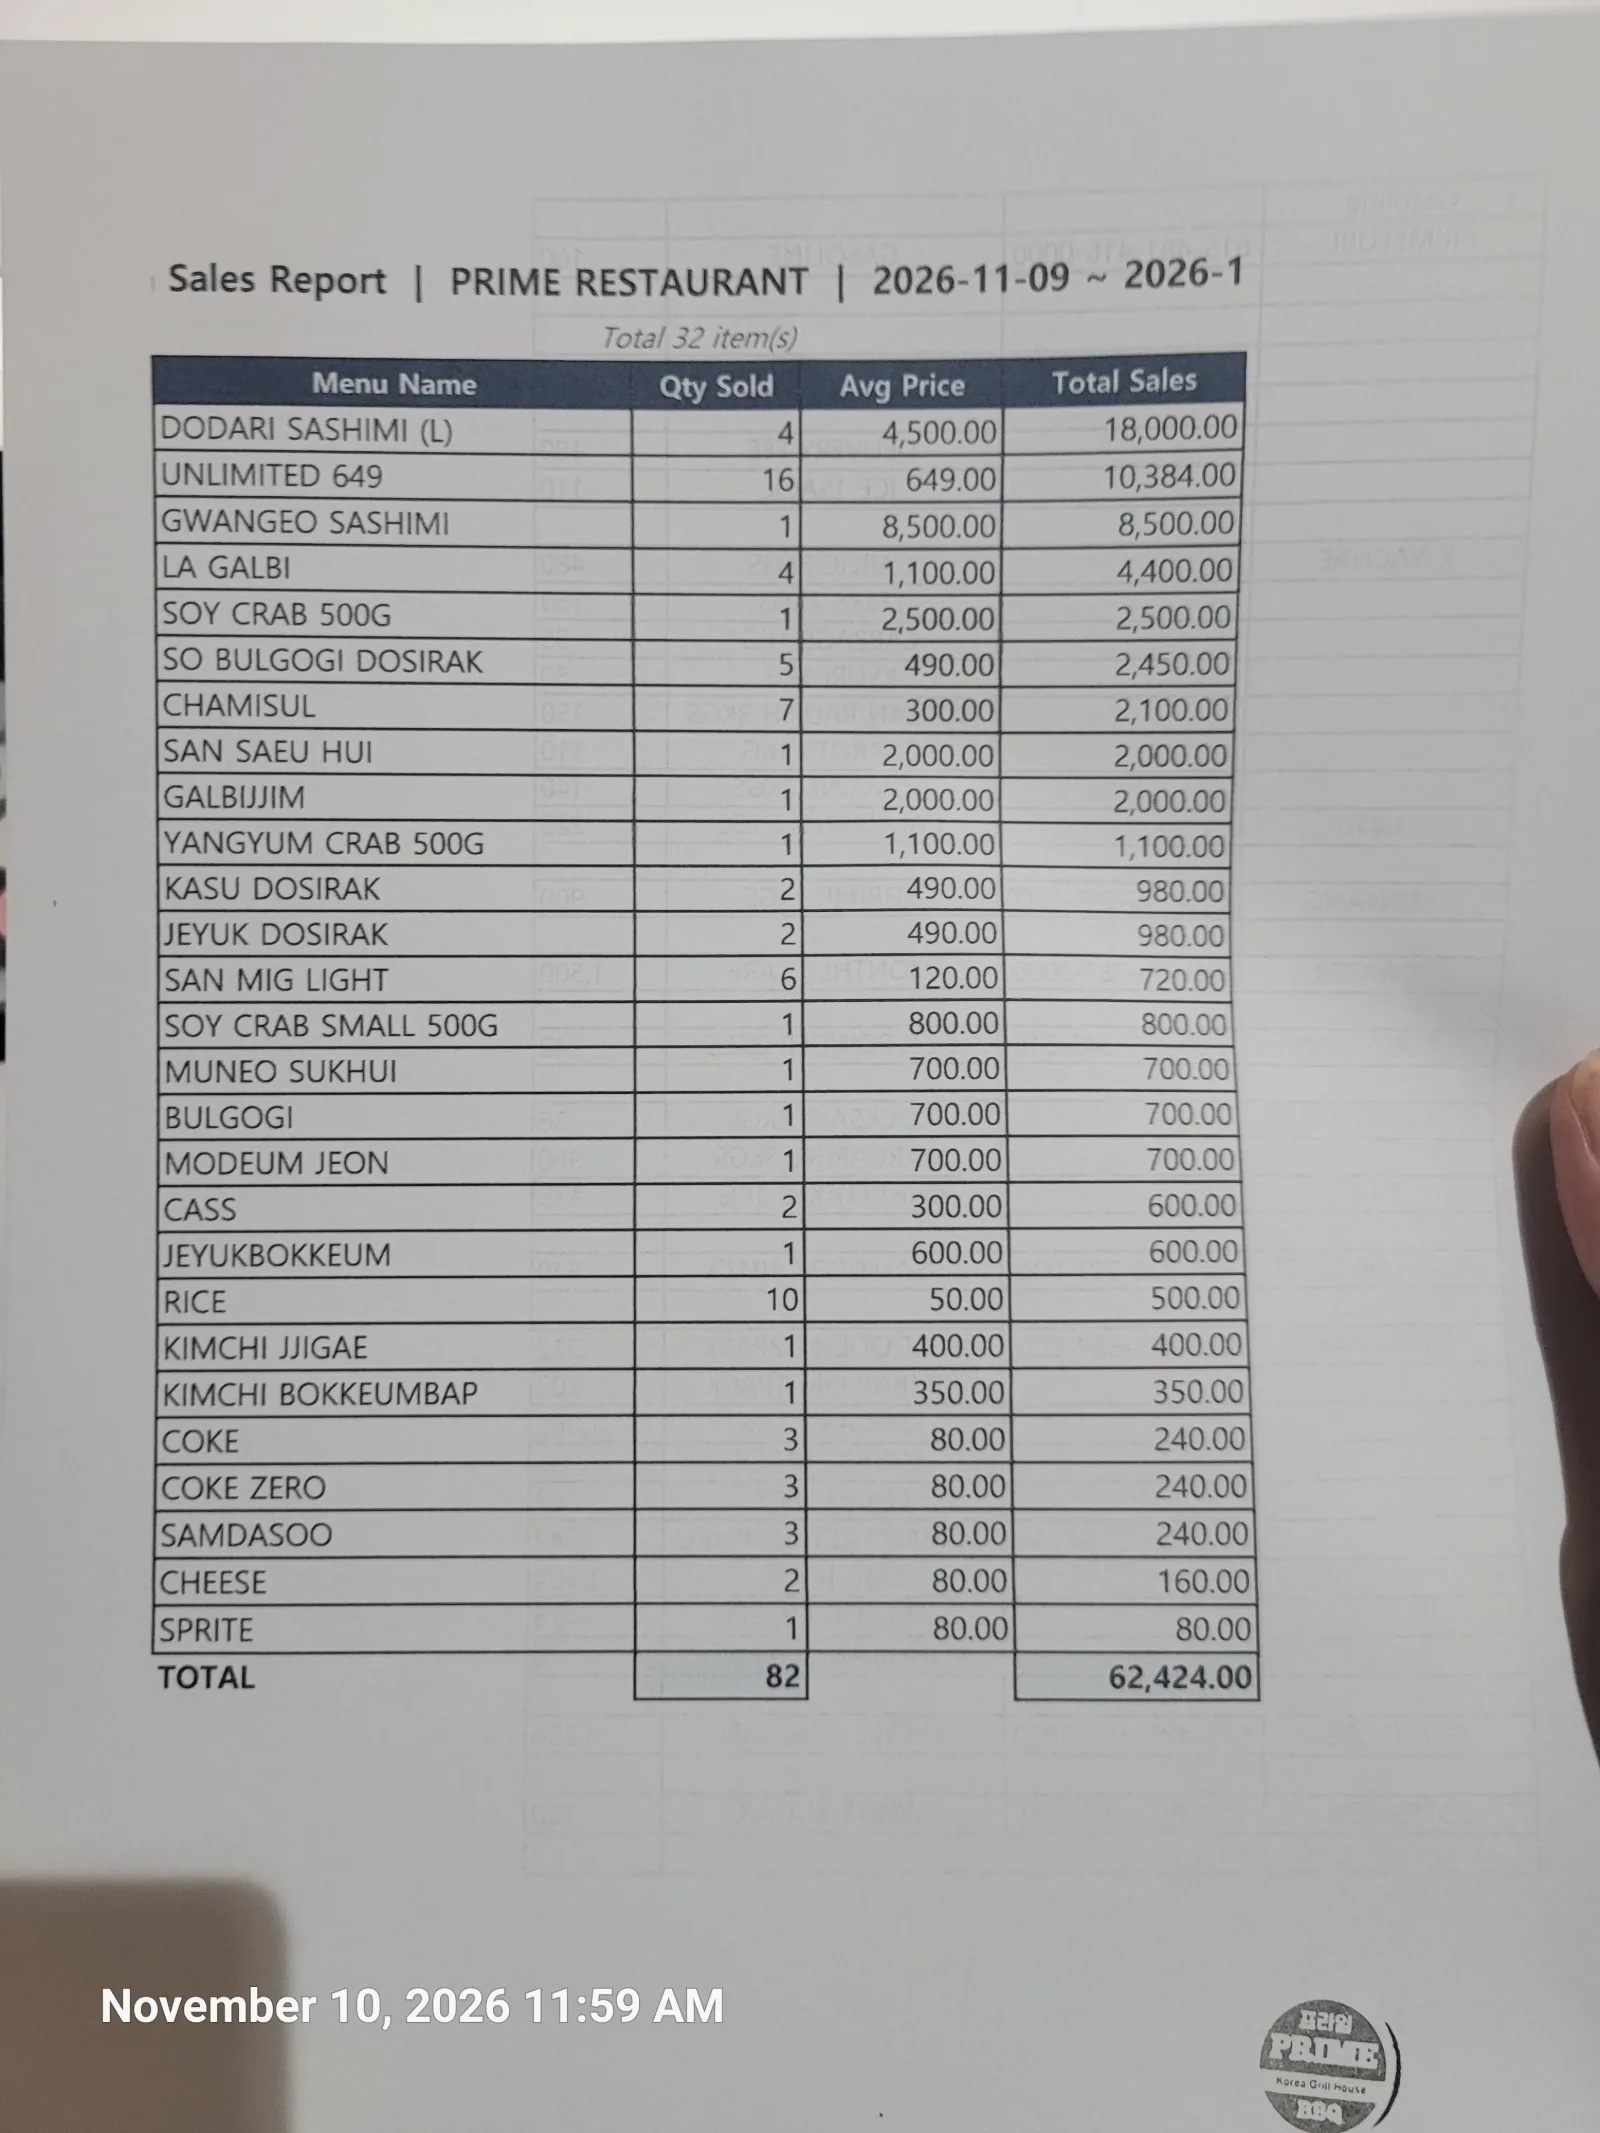 Sales Report | PRIME RESTAURANT | 2026-11-09 ~ 2026-1
Total 32 item(s)
Menu Name Qty Sold Avg Price Total Sales
DODARI SASHIMI (L) 4 4,500.00 18,000.00
UNLIMITED 649 16 649.00 10,384.00
GWANGEO SASHIMI 1 8,500.00 8,500.00
LA GALBI 4 1,100.00 4,400.00
SOY CRAB 500G 1 2,500.00 2,500.00
SO BULGOGI DOSIRAK 5 490.00 2,450.00
CHAMISUL 7 300.00 2,100.00
SAN SAEU HUI 1 2,000.00 2,000.00
GALBIJJIM 1 2,000.00 2,000.00
YANGYUM CRAB 500G 1 1,100.00 1,100.00
KASU DOSIRAK 2 490.00 980.00
JEYUK DOSIRAK 2 490.00 980.00
SAN MIG LIGHT 6 120.00 720.00
SOY CRAB SMALL 500G 1 800.00 800.00
MUNEO SUKHUI 1 700.00 700.00
BULGOGI 1 700.00 700.00
MODEUM JEON 1 700.00 700.00
CASS 2 300.00 600.00
JEYUKBOKKEUM 1 600.00 600.00
RICE 10 50.00 500.00
KIMCHI JJIGAE 1 400.00 400.00
KIMCHI BOKKEUMBAP 1 350.00 350.00
COKE 3 80.00 240.00
COKE ZERO 3 80.00 240.00
SAMDASOO 3 80.00 240.00
CHEESE 2 80.00 160.00
SPRITE 1 80.00 80.00
TOTAL 82 62,424.00
November 10, 2026 11:59 AM
프라임
PRIME
Korea Grill House
BBQ